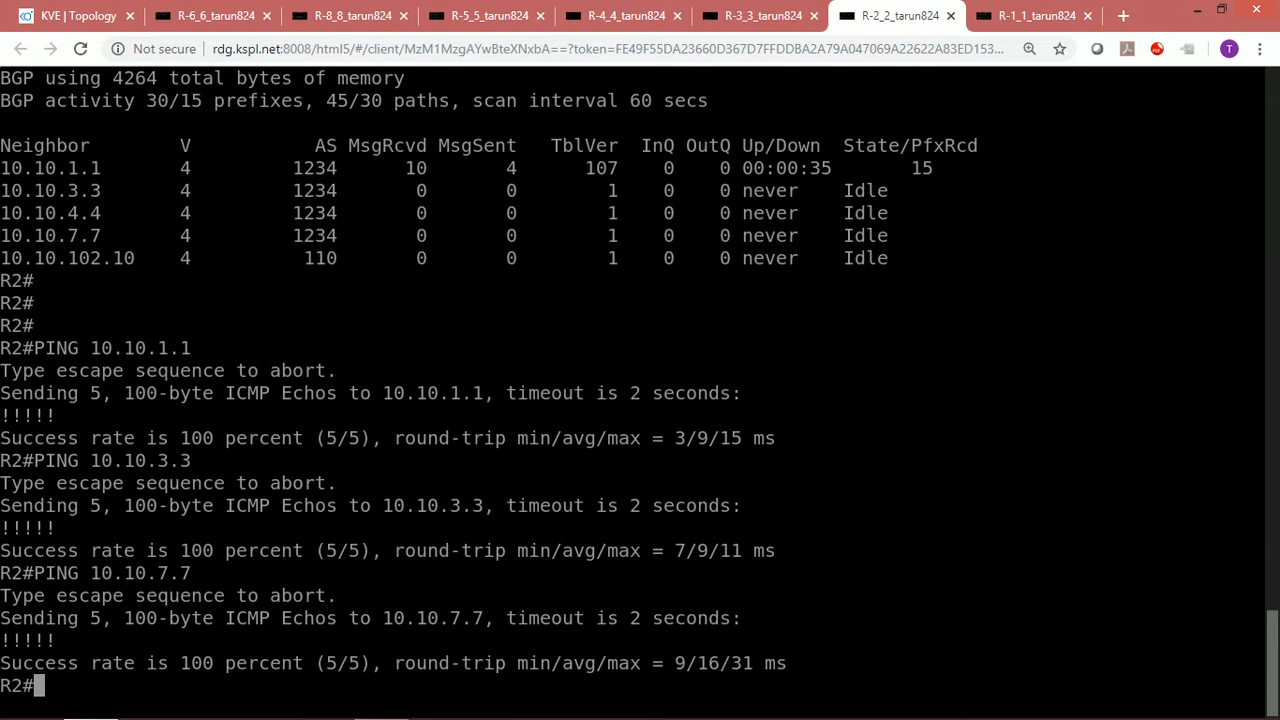 KVE | Topology
R-6_6_tarun824
R-8_8_tarun824
R-5_5_tarun824
R-4_4_tarun824
R-3_3_tarun824
R-2_2_tarun824
R-1_1_tarun824
Not secure
rdg.kspl.net:8008/html5/#/client/MzM1MzgAYwBteXNxbA==?token=FE49F55DA23660D367D7FFDDBA2A79A047069A22622A83ED153...
T
BGP using 4264 total bytes of memory
BGP activity 30/15 prefixes, 45/30 paths, scan interval 60 secs
Neighbor V AS MsgRcvd MsgSent TblVer InQ OutQ Up/Down State/PfxRcd
10.10.1.1 4 1234 10 4 107 0 0 00:00:35 15
10.10.3.3 4 1234 0 0 1 0 0 never Idle
10.10.4.4 4 1234 0 0 1 0 0 never Idle
10.10.7.7 4 1234 0 0 1 0 0 never Idle
10.10.102.10 4 110 0 0 1 0 0 never Idle
R2#
R2#
R2#
R2#PING 10.10.1.1
Type escape sequence to abort.
Sending 5, 100-byte ICMP Echos to 10.10.1.1, timeout is 2 seconds:
!!!!!
Success rate is 100 percent (5/5), round-trip min/avg/max = 3/9/15 ms
R2#PING 10.10.3.3
Type escape sequence to abort.
Sending 5, 100-byte ICMP Echos to 10.10.3.3, timeout is 2 seconds:
!!!!!
Success rate is 100 percent (5/5), round-trip min/avg/max = 7/9/11 ms
R2#PING 10.10.7.7
Type escape sequence to abort.
Sending 5, 100-byte ICMP Echos to 10.10.7.7, timeout is 2 seconds:
!!!!!
Success rate is 100 percent (5/5), round-trip min/avg/max = 9/16/31 ms
R2#